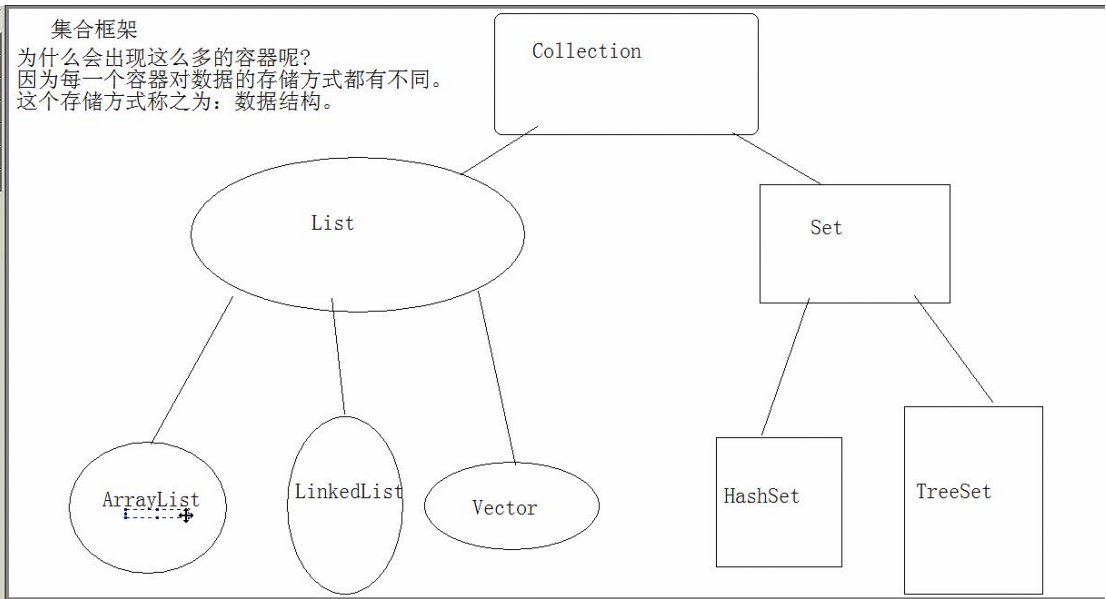 集合框架
为什么会出现这么多的容器呢?
因为每一个容器对数据的存储方式都有不同。
这个存储方式称之为：数据结构。
Collection
List
Set
ArrayList
LinkedList
Vector
HashSet
TreeSet